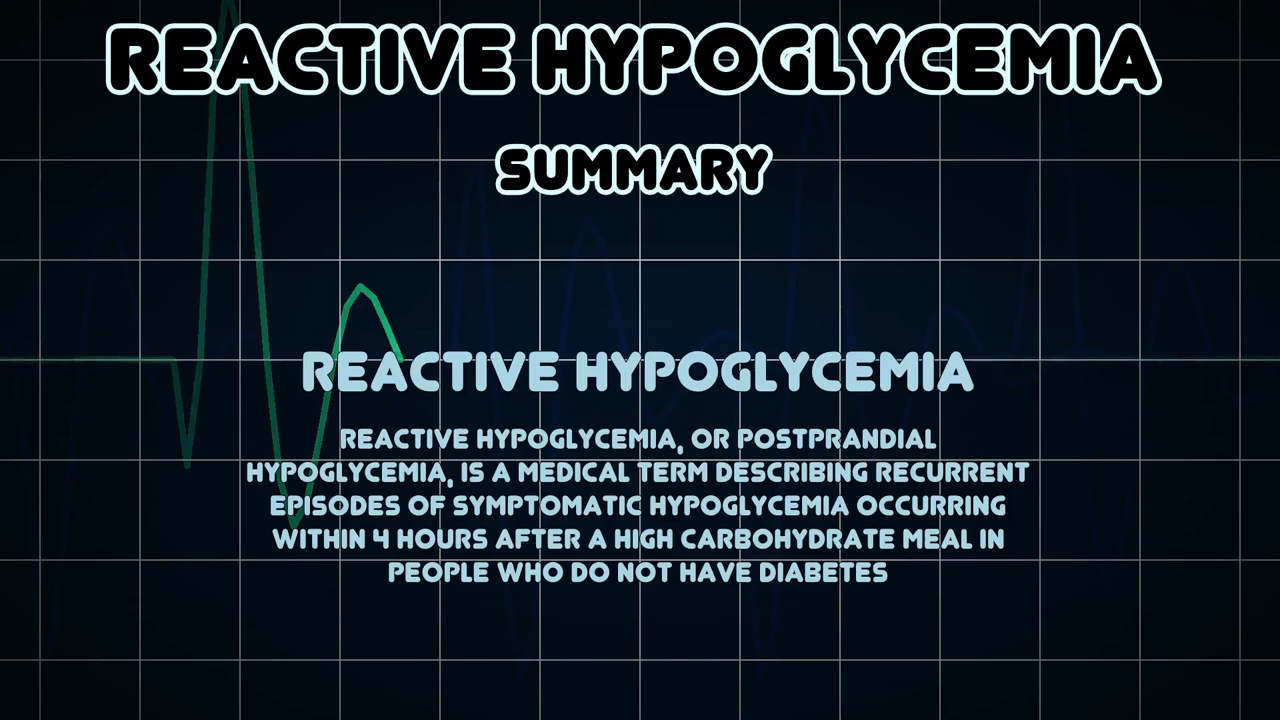 REACTIVE HYPOGLYCEMIA
SUMMARY
REACTIVE HYPOGLYCEMIA
REACTIVE HYPOGLYCEMIA, OR POSTPRANDIAL
HYPOGLYCEMIA, IS A MEDICAL TERM DESCRIBING RECURRENT
EPISODES OF SYMPTOMATIC HYPOGLYCEMIA OCCURRING
WITHIN 4 HOURS AFTER A HIGH CARBOHYDRATE MEAL IN
PEOPLE WHO DO NOT HAVE DIABETES